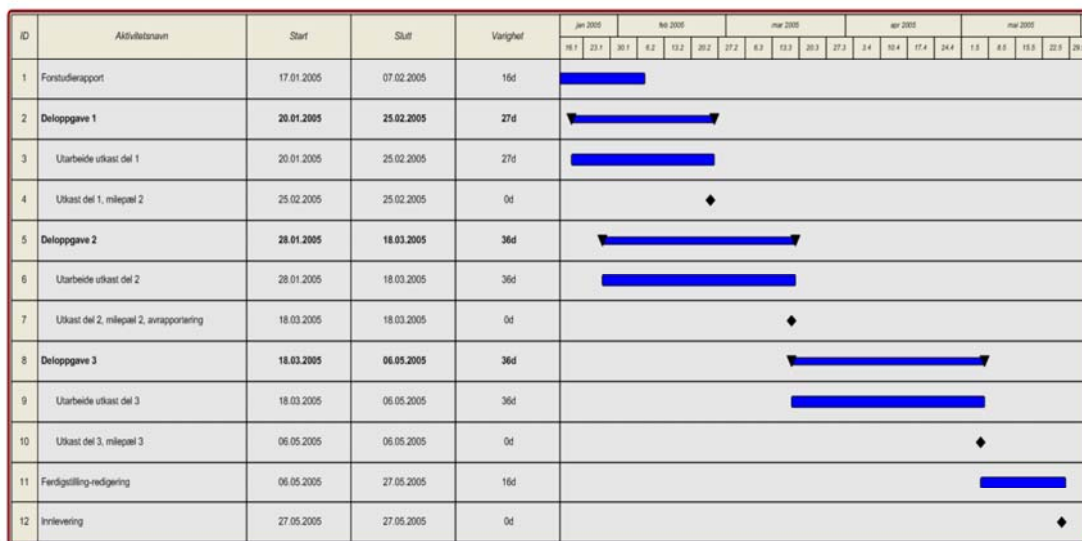 ID Aktivitetsnavn Start Slutt Varighet jan 2005 feb 2005 mar 2005 apr 2005 mai 2005
16.1 23.1 30.1 6.2 13.2 20.2 27.2 6.3 13.3 20.3 27.3 3.4 10.4 17.4 24.4 1.5 8.5 15.5 22.5
1 Forstudierapport 17.01.2005 07.02.2005 16d
2 Deloppgave 1 20.01.2005 25.02.2005 27d
3 Utarbeide utkast del 1 20.01.2005 25.02.2005 27d
4 Utkast del 1, milepæl 2 25.02.2005 25.02.2005 0d
5 Deloppgave 2 28.01.2005 18.03.2005 36d
6 Utarbeide utkast del 2 28.01.2005 18.03.2005 36d
7 Utkast del 2, milepæl 2, avrapportering 18.03.2005 18.03.2005 0d
8 Deloppgave 3 18.03.2005 06.05.2005 36d
9 Utarbeide utkast del 3 18.03.2005 06.05.2005 36d
10 Utkast del 3, milepæl 3 06.05.2005 06.05.2005 0d
11 Ferdigstilling-redigering 06.05.2005 27.05.2005 16d
12 Innlevering 27.05.2005 27.05.2005 0d